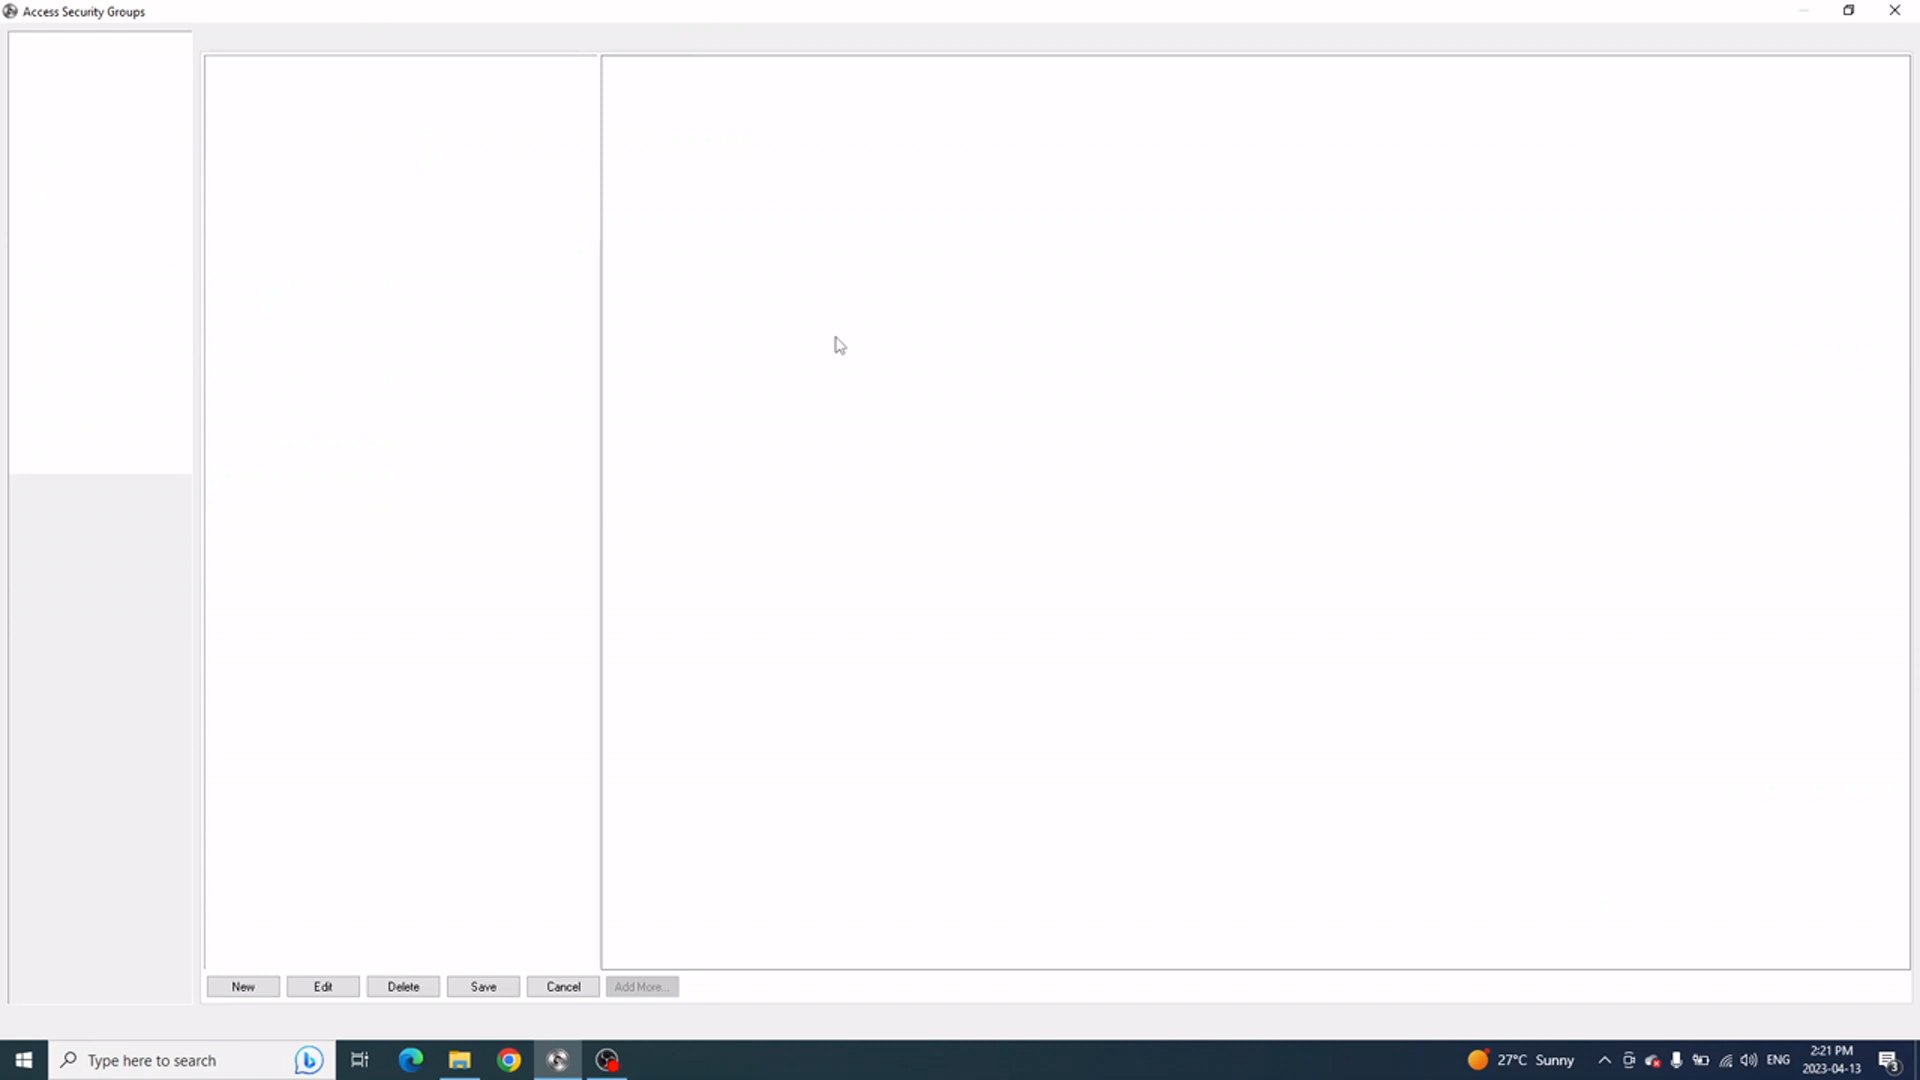 Access Security Groups
New Edit Delete Save Cancel Add More...
Type here to search
27°C Sunny
ENG
2:21 PM
2023-04-13
3